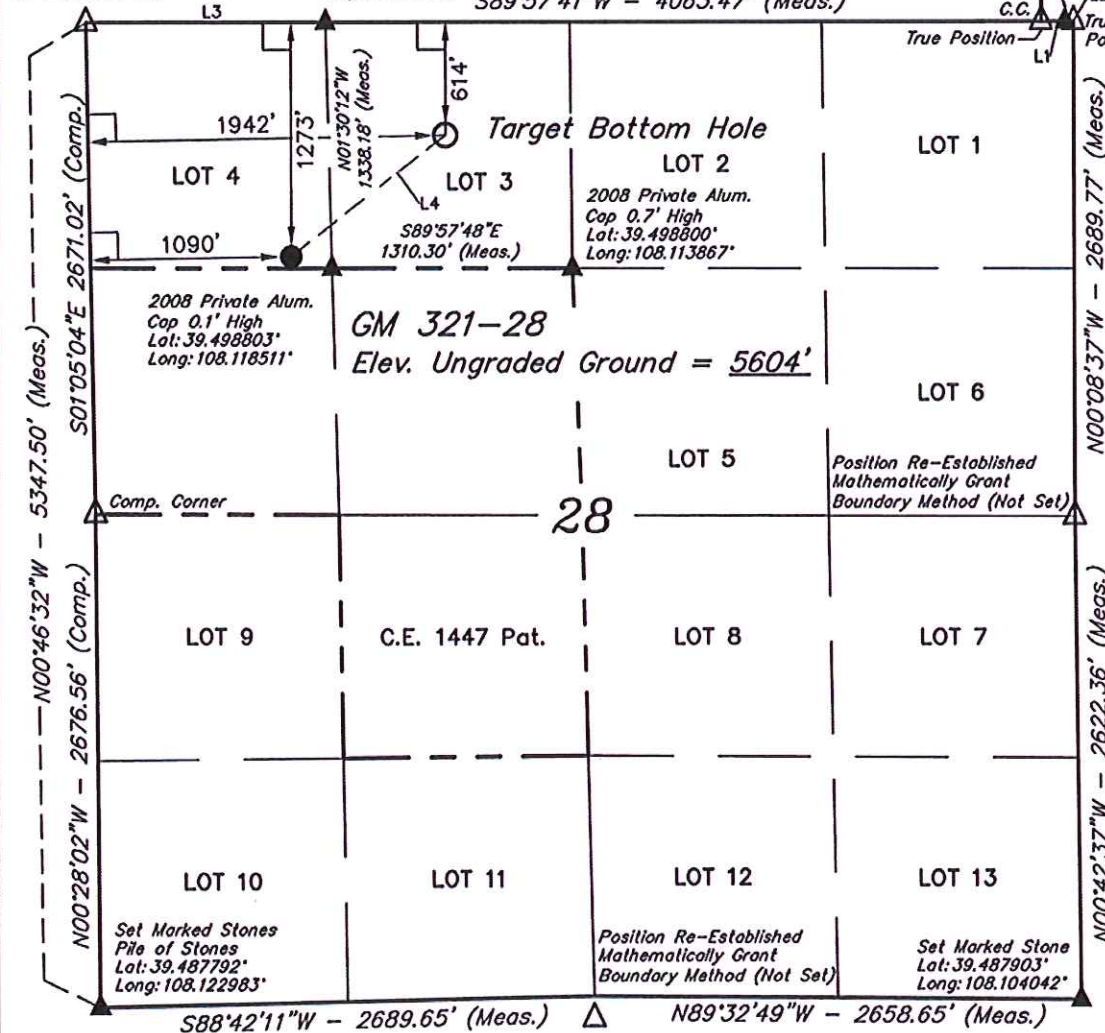 L3
S89°57'41"W - 4065.47' (Meas.)
C.C.
True Position
L1
614'
1273'
N01°30'12"W
1338.18' (Meas.)
1942'
Target Bottom Hole
LOT 4
LOT 3
LOT 2
LOT 1
L4
2008 Private Alum.
Cap 0.7' High
Lat: 39.498800°
Long: 108.113867°
S89°57'48"E
1310.30' (Meas.)
1090'
2008 Private Alum.
Cap 0.1' High
Lat: 39.498803°
Long: 108.118511°
GM 321-28
Elev. Ungraded Ground = 5604'
S01°05'04"E 2671.02' (Comp.)
N00°08'37"W - 2689.77' (Meas.)
N00°46'32"W - 5347.50' (Meas.)
LOT 6
LOT 5
Position Re-Established
Mathematically Grant
Boundary Method (Not Set)
Comp. Corner
28
LOT 9
C.E. 1447 Pat.
LOT 8
LOT 7
N00°28'02"W - 2676.56' (Comp.)
N00°42'37"W - 2622.36' (Meas.)
LOT 10
LOT 11
LOT 12
LOT 13
Set Marked Stones
Pile of Stones
Lat: 39.487792°
Long: 108.122983°
Position Re-Established
Mathematically Grant
Boundary Method (Not Set)
Set Marked Stone
Lat: 39.487903°
Long: 108.104042°
S88°42'11"W - 2689.65' (Meas.)
N89°32'49"W - 2658.65' (Meas.)